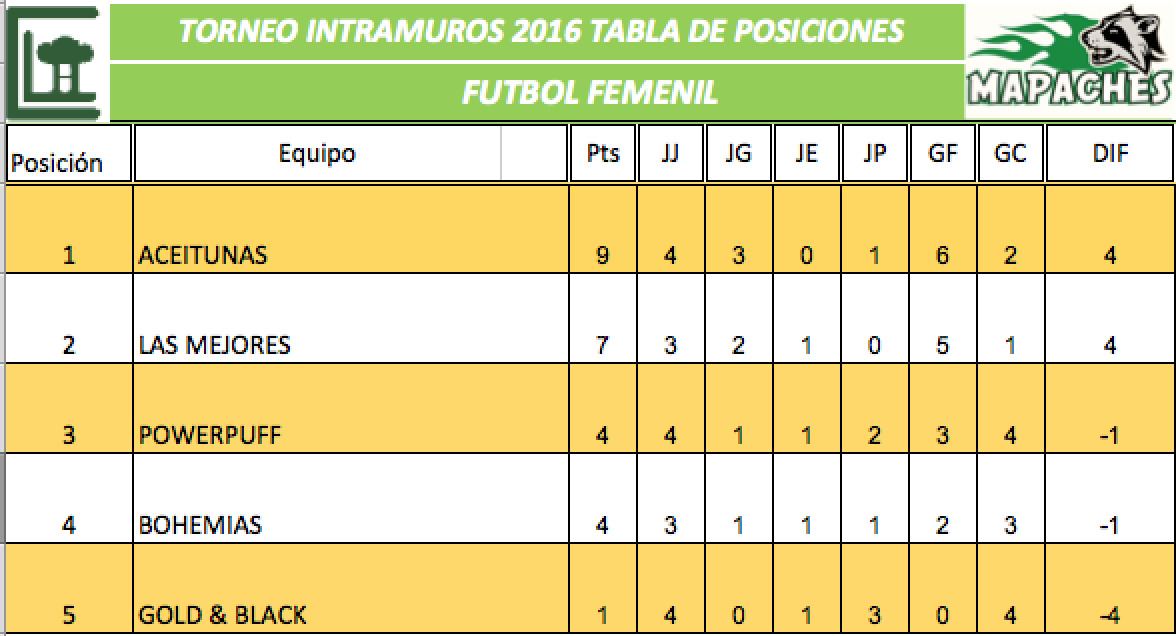 TORNEO INTRAMUROS 2016 TABLA DE POSICIONES
FUTBOL FEMENIL
MAPACHES
Posición Equipo Pts JJ JG JE JP GF GC DIF
1 ACEITUNAS 9 4 3 0 1 6 2 4
2 LAS MEJORES 7 3 2 1 0 5 1 4
3 POWERPUFF 4 4 1 1 2 3 4 -1
4 BOHEMIAS 4 3 1 1 1 2 3 -1
5 GOLD & BLACK 1 4 0 1 3 0 4 -4